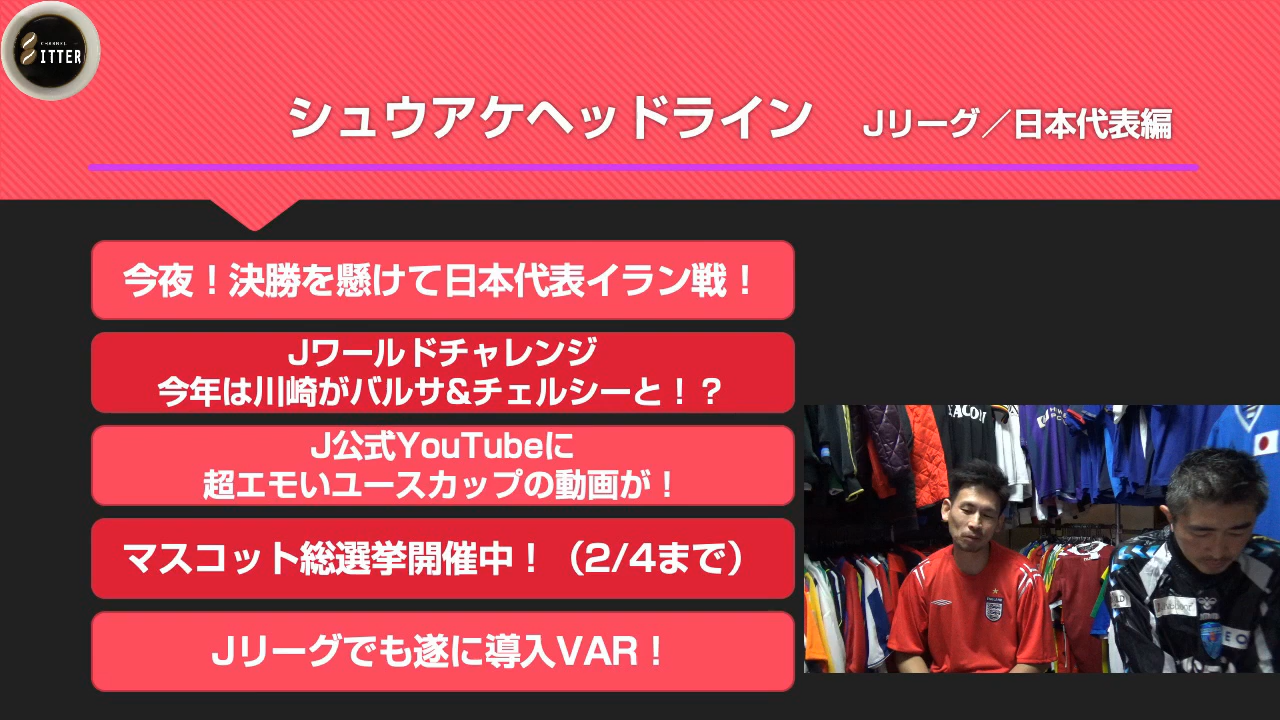 CHANNEL
ITTER
シュウアケヘッドライン Jリーグ／日本代表編
今夜！決勝を懸けて日本代表イラン戦！
Jワールドチャレンジ
今年は川崎がバルサ&チェルシーと！？
J公式YouTubeに
超エモいユースカップの動画が！
マスコット総選挙開催中！（2/4まで）
Jリーグでも遂に導入VAR！